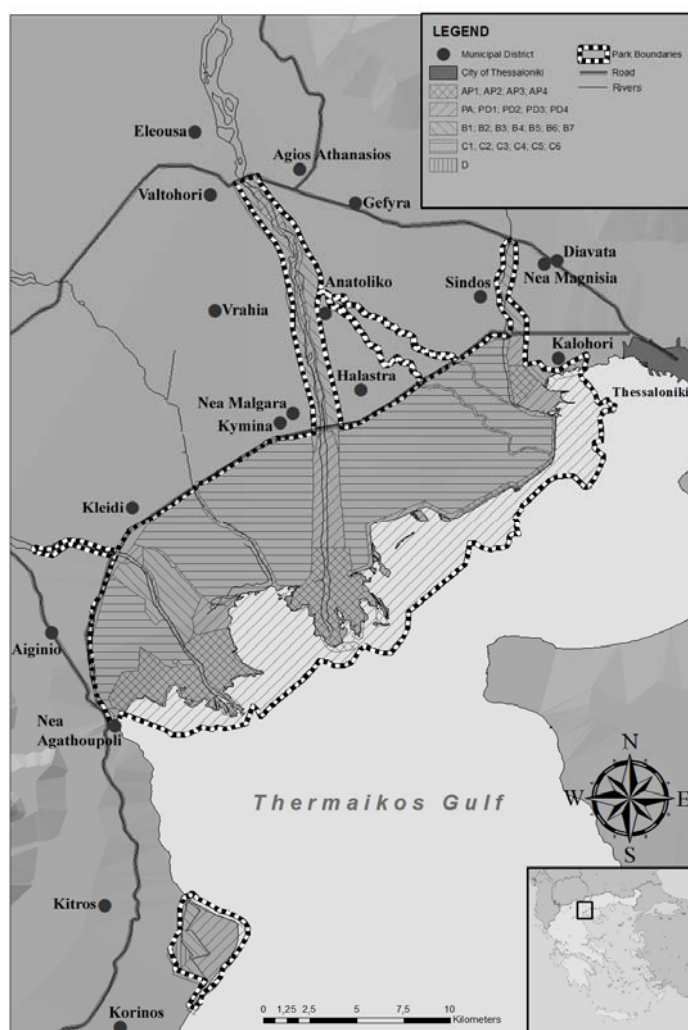 LEGEND
Municipal District
Park Boundaries
City of Thessaloniki
Road
AP1; AP2; AP3; AP4
Rivers
PA; PD1; PD2; PD3; PD4
B1; B2; B3; B4; B5; B6; B7
C1; C2; C3; C4; C5; C6
D
Eleousa
Agios Athanasios
Valtohori
Gefyra
Diavata
Nea Magnisia
Sindos
Anatoliko
Vrahia
Kalohori
Halastra
Thessaloniki
Nea Malgara
Kymina
Kleidi
Aiginio
Nea
Agathoupoli
N
W
E
S
Thermaikos Gulf
Kitros
Korinos
0 1,25 2,5 5 7,5 10
Kilometers